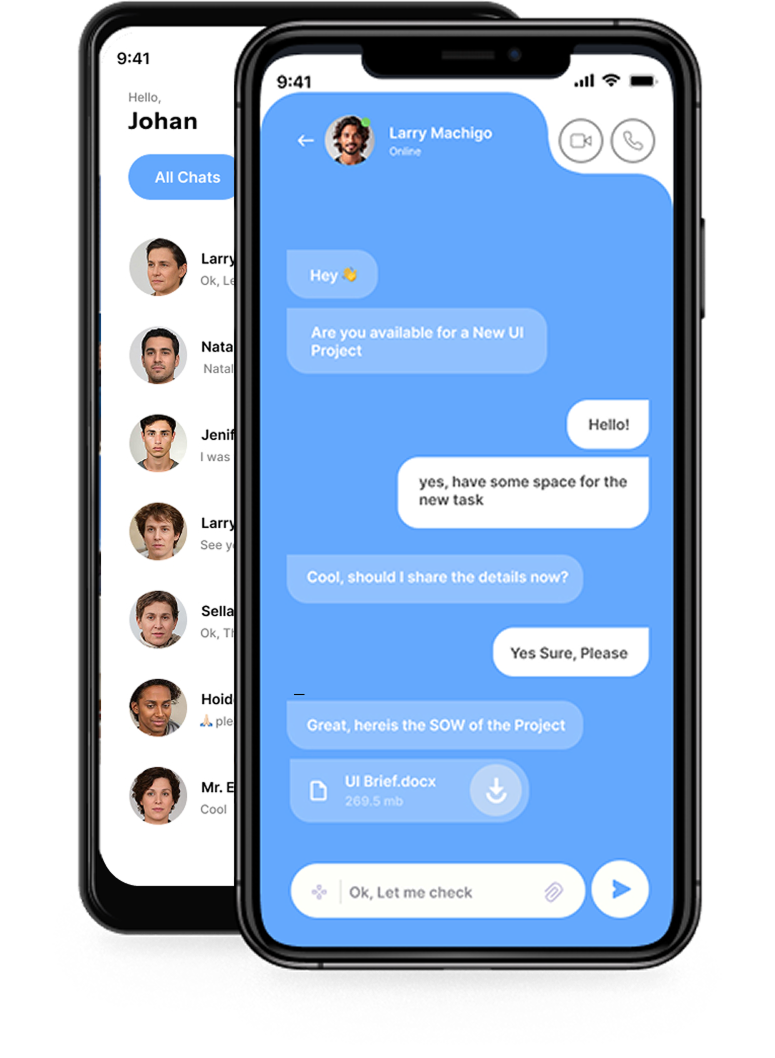 9:41
Hello,
Johan
All Chats
Larry
Ok, Le
Nata
Natal
Jenif
I was
Larry
See
Sella
Ok, Th
Hoid
🙏🏻 ple
Mr. E
Cool
9:41
Larry Machigo
Online
Hey 👋
Are you available for a New UI
Project
Hello!
yes, have some space for the
new task
Cool, should I share the details now?
Yes Sure, Please
Great, hereis the SOW of the Project
UI Brief.docx
269.5 mb
Ok, Let me check